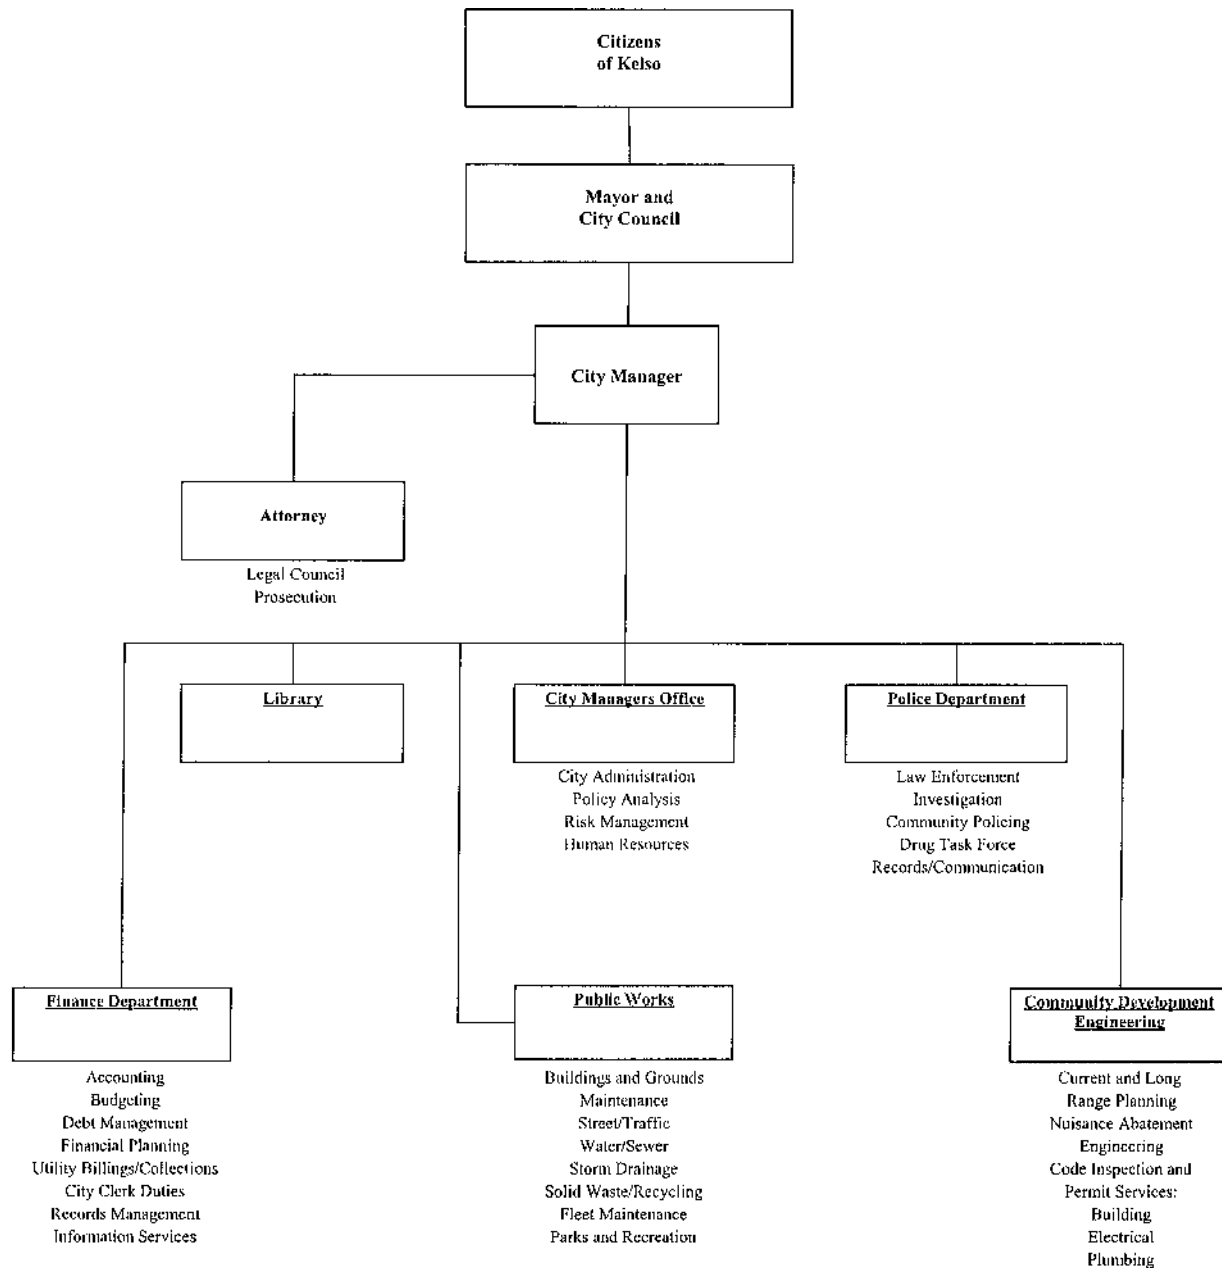 Citizens
of Kelso
Mayor and
City Council
City Manager
Attorney
Legal Council
Prosecution
Library
City Managers Office
City Administration
Policy Analysis
Risk Management
Human Resources
Police Department
Law Enforcement
Investigation
Community Policing
Drug Task Force
Records/Communication
Finance Department
Accounting
Budgeting
Debt Management
Financial Planning
Utility Billings/Collections
City Clerk Duties
Records Management
Information Services
Public Works
Buildings and Grounds
Maintenance
Street/Traffic
Water/Sewer
Storm Drainage
Solid Waste/Recycling
Fleet Maintenance
Parks and Recreation
Community Development
Engineering
Current and Long
Range Planning
Nuisance Abatement
Engineering
Code Inspection and
Permit Services:
Building
Electrical
Plumbing